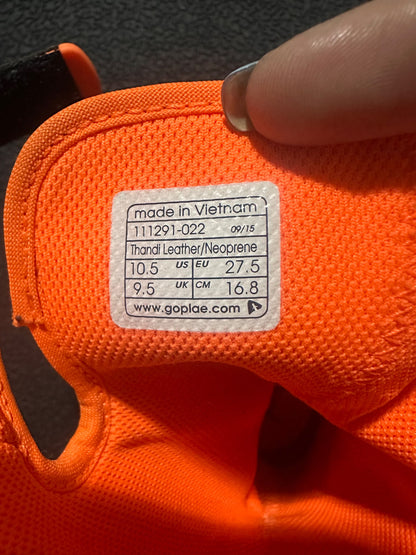 made in Vietnam
111291-022 09/15
Thandi Leather/Neoprene
10.5 US EU 27.5
9.5 UK CM 16.8
www.goplae.com